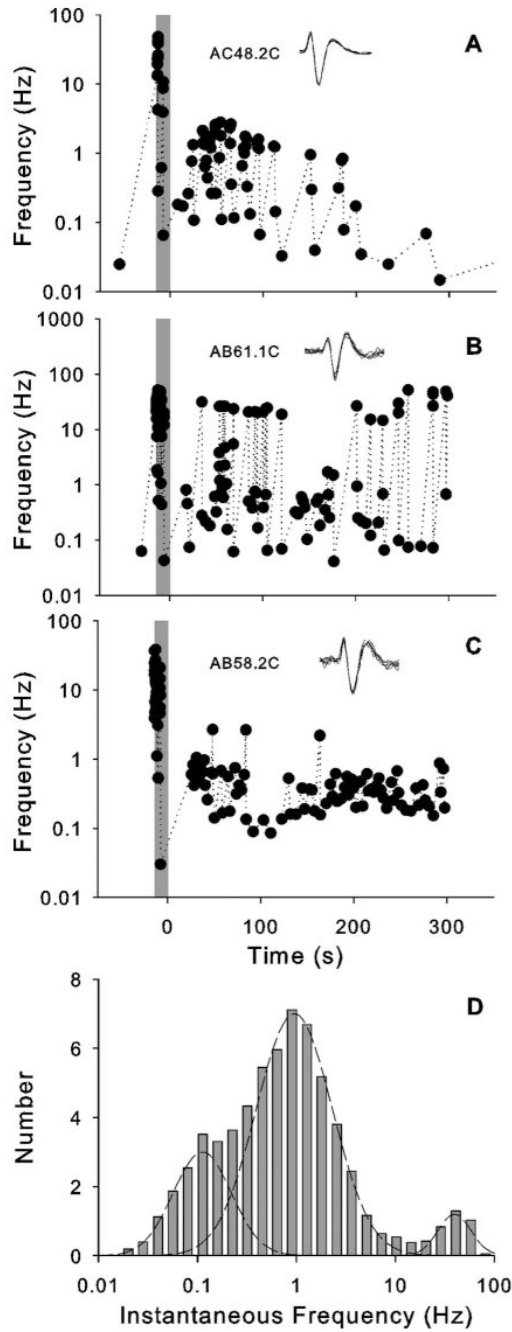 A
AC48.2C
Frequency (Hz)
100
10
1
0.1
0.01
B
AB61.1C
Frequency (Hz)
1000
100
10
1
0.1
0.01
C
AB58.2C
Frequency (Hz)
100
10
1
0.1
0.01
0 100 200 300
Time (s)
D
Number
8
6
4
2
0
0.01 0.1 1 10 100
Instantaneous Frequency (Hz)